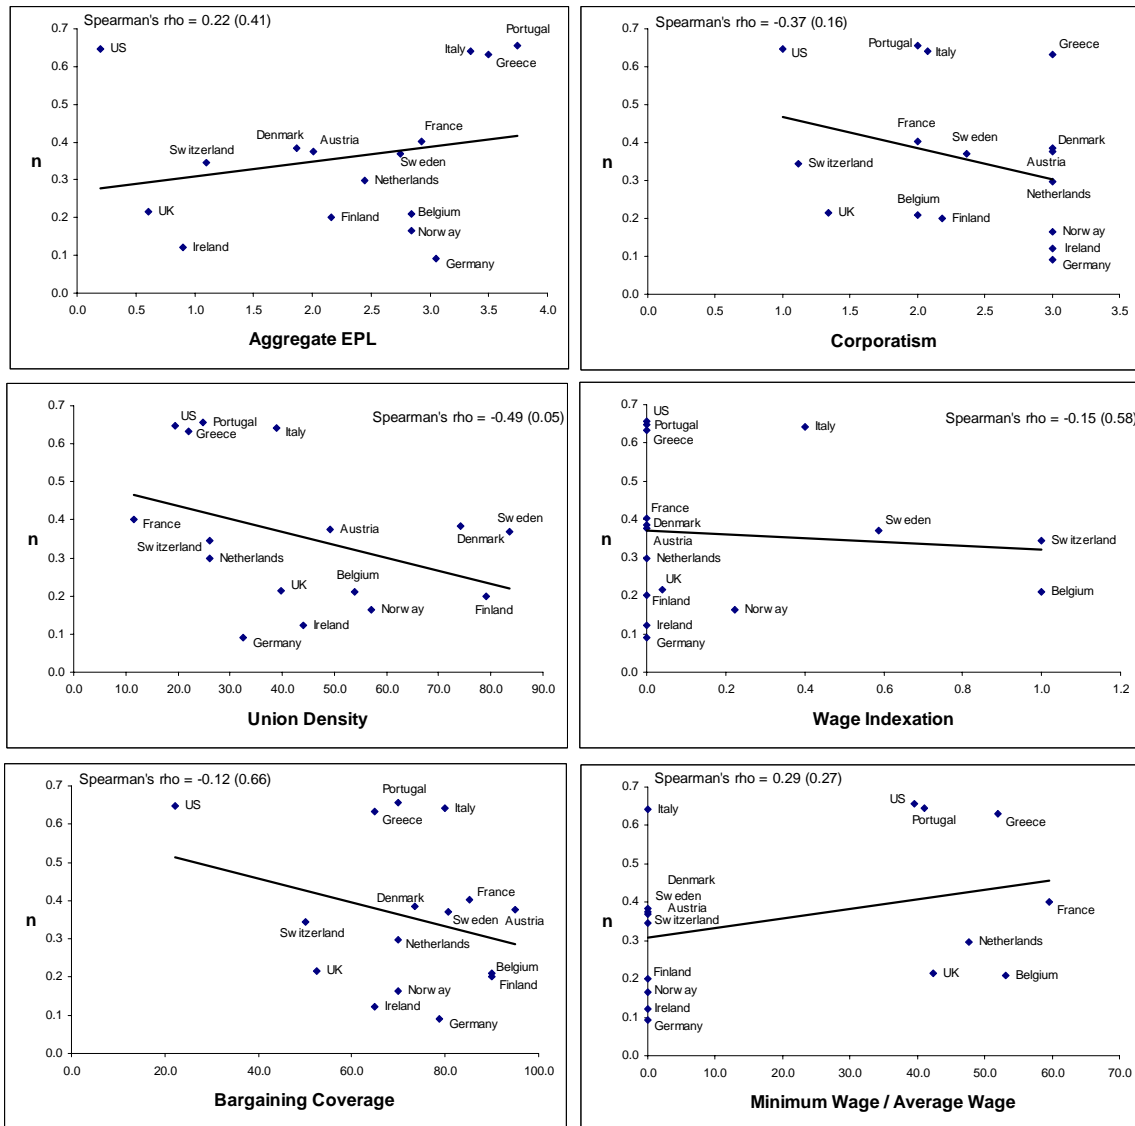 Spearman's rho = 0.22 (0.41)
0.7
0.6
0.5
0.4
0.3
0.2
0.1
0.0
n
US
Portugal
Italy
Greece
Denmark
Austria
France
Switzerland
Sweden
Netherlands
UK
Finland
Belgium
Norway
Ireland
Germany
0.0 0.5 1.0 1.5 2.0 2.5 3.0 3.5 4.0
Aggregate EPL
Spearman's rho = -0.37 (0.16)
0.7
0.6
0.5
0.4
0.3
0.2
0.1
0.0
n
US
Portugal
Italy
Greece
France
Sweden
Denmark
Switzerland
Austria
Netherlands
Belgium
UK
Finland
Norway
Ireland
Germany
0.0 0.5 1.0 1.5 2.0 2.5 3.0 3.5
Corporatism
Spearman's rho = -0.49 (0.05)
0.7
0.6
0.5
0.4
0.3
0.2
0.1
0.0
n
US
Portugal
Greece
Italy
France
Austria
Sweden
Denmark
Switzerland
Netherlands
UK
Belgium
Norway
Finland
Ireland
Germany
0.0 10.0 20.0 30.0 40.0 50.0 60.0 70.0 80.0 90.0
Union Density
Spearman's rho = -0.15 (0.58)
0.7
0.6
0.5
0.4
0.3
0.2
0.1
0.0
n
US
Portugal
Greece
Italy
France
Denmark
Austria
Sweden
Switzerland
Netherlands
UK
Finland
Norway
Belgium
Ireland
Germany
0.0 0.2 0.4 0.6 0.8 1.0 1.2
Wage Indexation
Spearman's rho = -0.12 (0.66)
0.7
0.6
0.5
0.4
0.3
0.2
0.1
0.0
n
US
Portugal
Greece
Italy
Denmark
France
Sweden
Austria
Switzerland
Netherlands
UK
Belgium
Finland
Norway
Ireland
Germany
0.0 20.0 40.0 60.0 80.0 100.0
Bargaining Coverage
Spearman's rho = 0.29 (0.27)
0.7
0.6
0.5
0.4
0.3
0.2
0.1
0.0
n
Italy
US
Portugal
Greece
Denmark
Sweden
Austria
Switzerland
France
Netherlands
UK
Belgium
Finland
Norway
Ireland
Germany
0.0 10.0 20.0 30.0 40.0 50.0 60.0 70.0
Minimum Wage / Average Wage